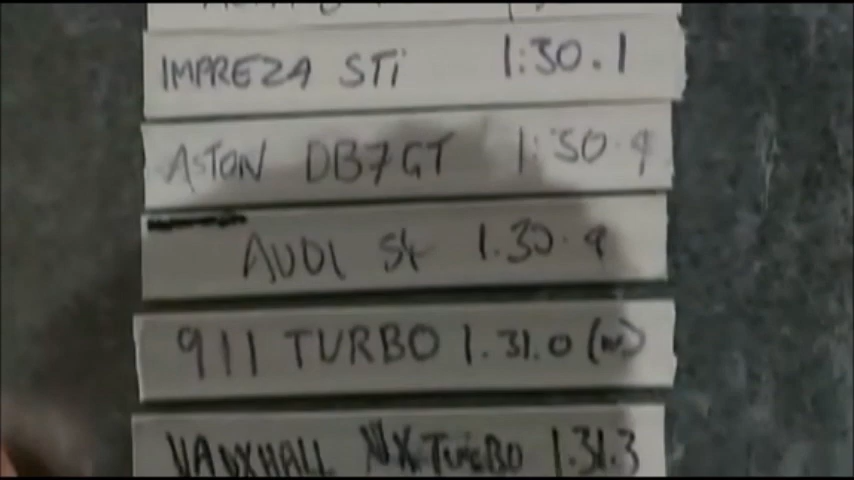 IMPREZA STi 1:30.1
ASTON DB7GT 1:30.9
AUDI S4 1.30.9
911 TURBO 1.31.0 (w)
VAUXHALL VX TURBO 1.31.3